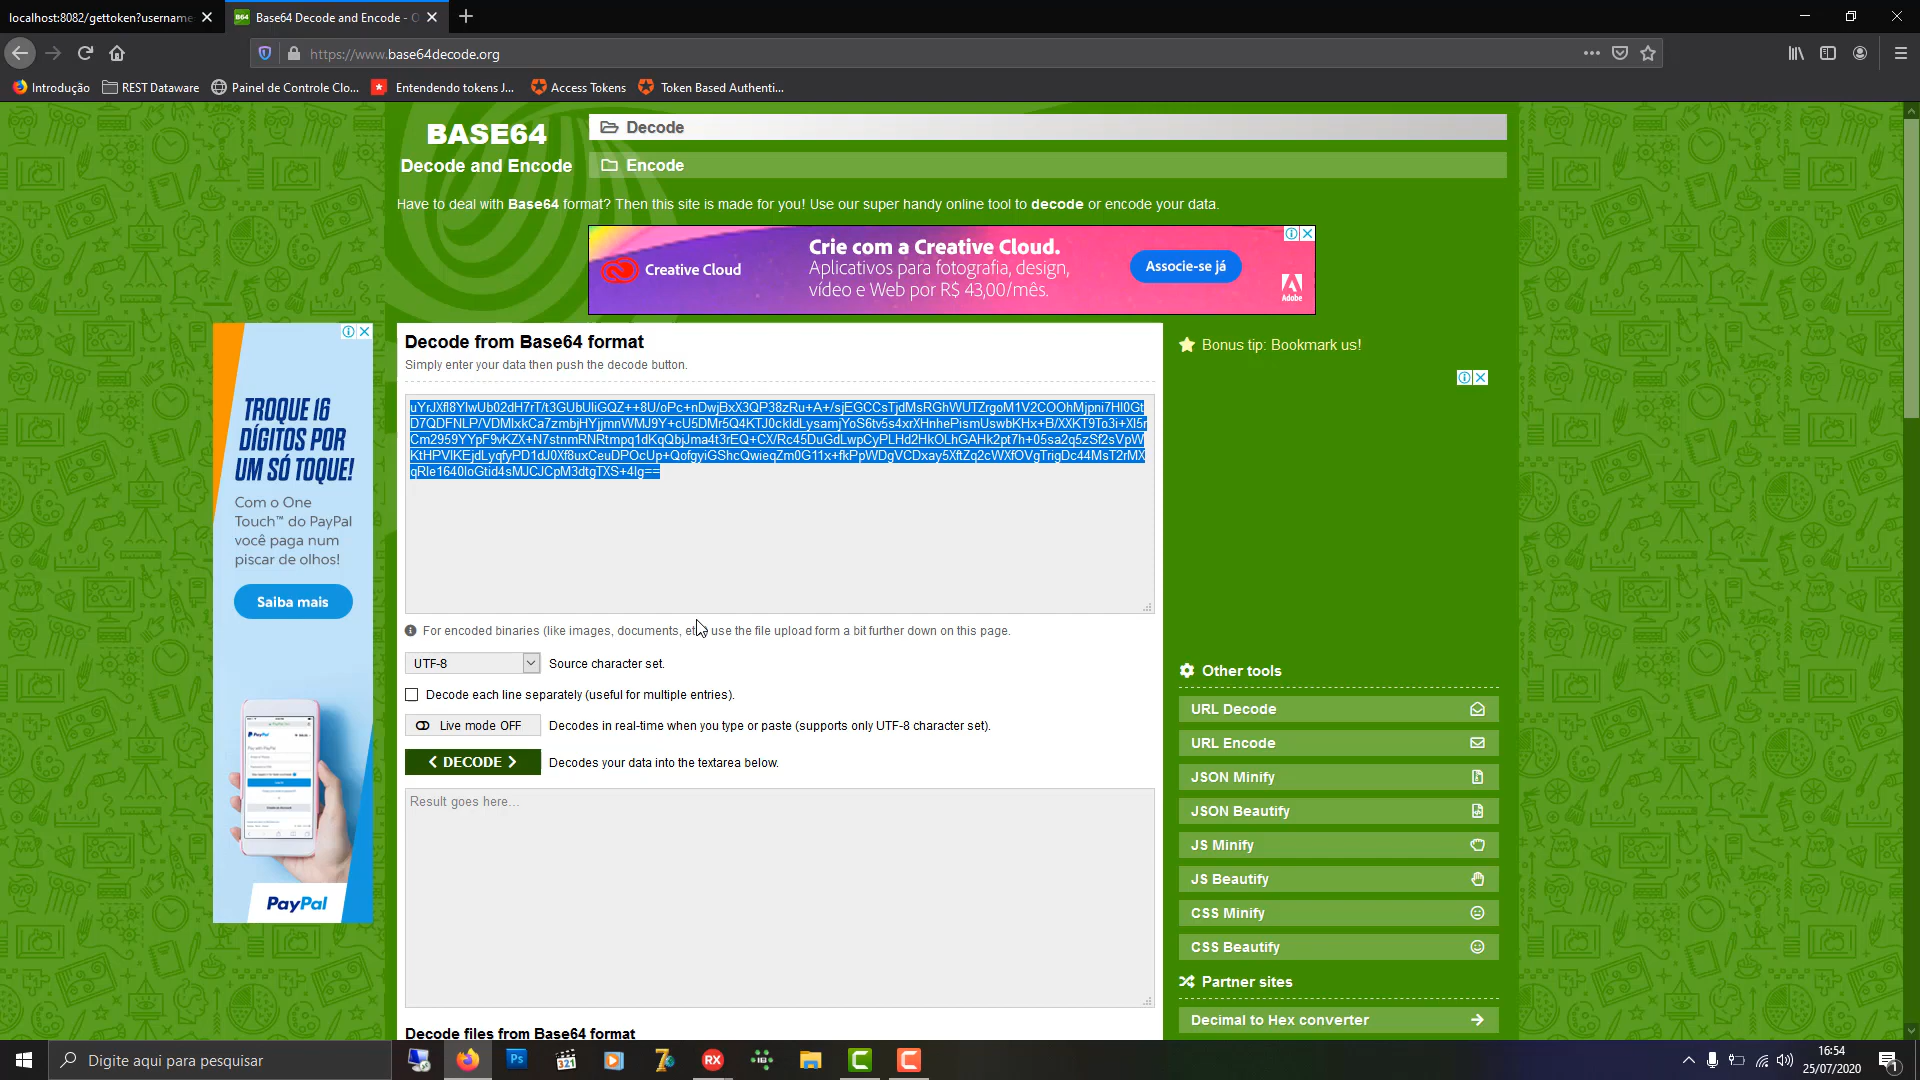 localhost:8082/gettoken?username
Base64 Decode and Encode - O
https://www.base64decode.org
Introdução
REST Dataware
Painel de Controle Clo...
Entendendo tokens J...
Access Tokens
Token Based Authenti...
BASE64
Decode and Encode
Decode
Encode
Have to deal with Base64 format? Then this site is made for you! Use our super handy online tool to decode or encode your data.
Creative Cloud
Crie com a Creative Cloud.
Aplicativos para fotografia, design,
vídeo e Web por R$ 43,00/mês.
Associe-se já
Adobe
TROQUE 16
DÍGITOS POR
UM SÓ TOQUE!
Com o One
Touch™ do PayPal
você paga num
piscar de olhos!
Saiba mais
PayPal
Decode from Base64 format
Simply enter your data then push the decode button.
For encoded binaries (like images, documents, use the file upload form a bit further down on this page.
UTF-8
Source character set.
Decode each line separately (useful for multiple entries).
Live mode OFF
Decodes in real-time when you type or paste (supports only UTF-8 character set).
DECODE
Decodes your data into the textarea below.
Result goes here...
Decode files from Base64 format
Bonus tip: Bookmark us!
Other tools
URL Decode
URL Encode
JSON Minify
JSON Beautify
JS Minify
JS Beautify
CSS Minify
CSS Beautify
Partner sites
Decimal to Hex converter
Digite aqui para pesquisar
16:54
25/07/2020